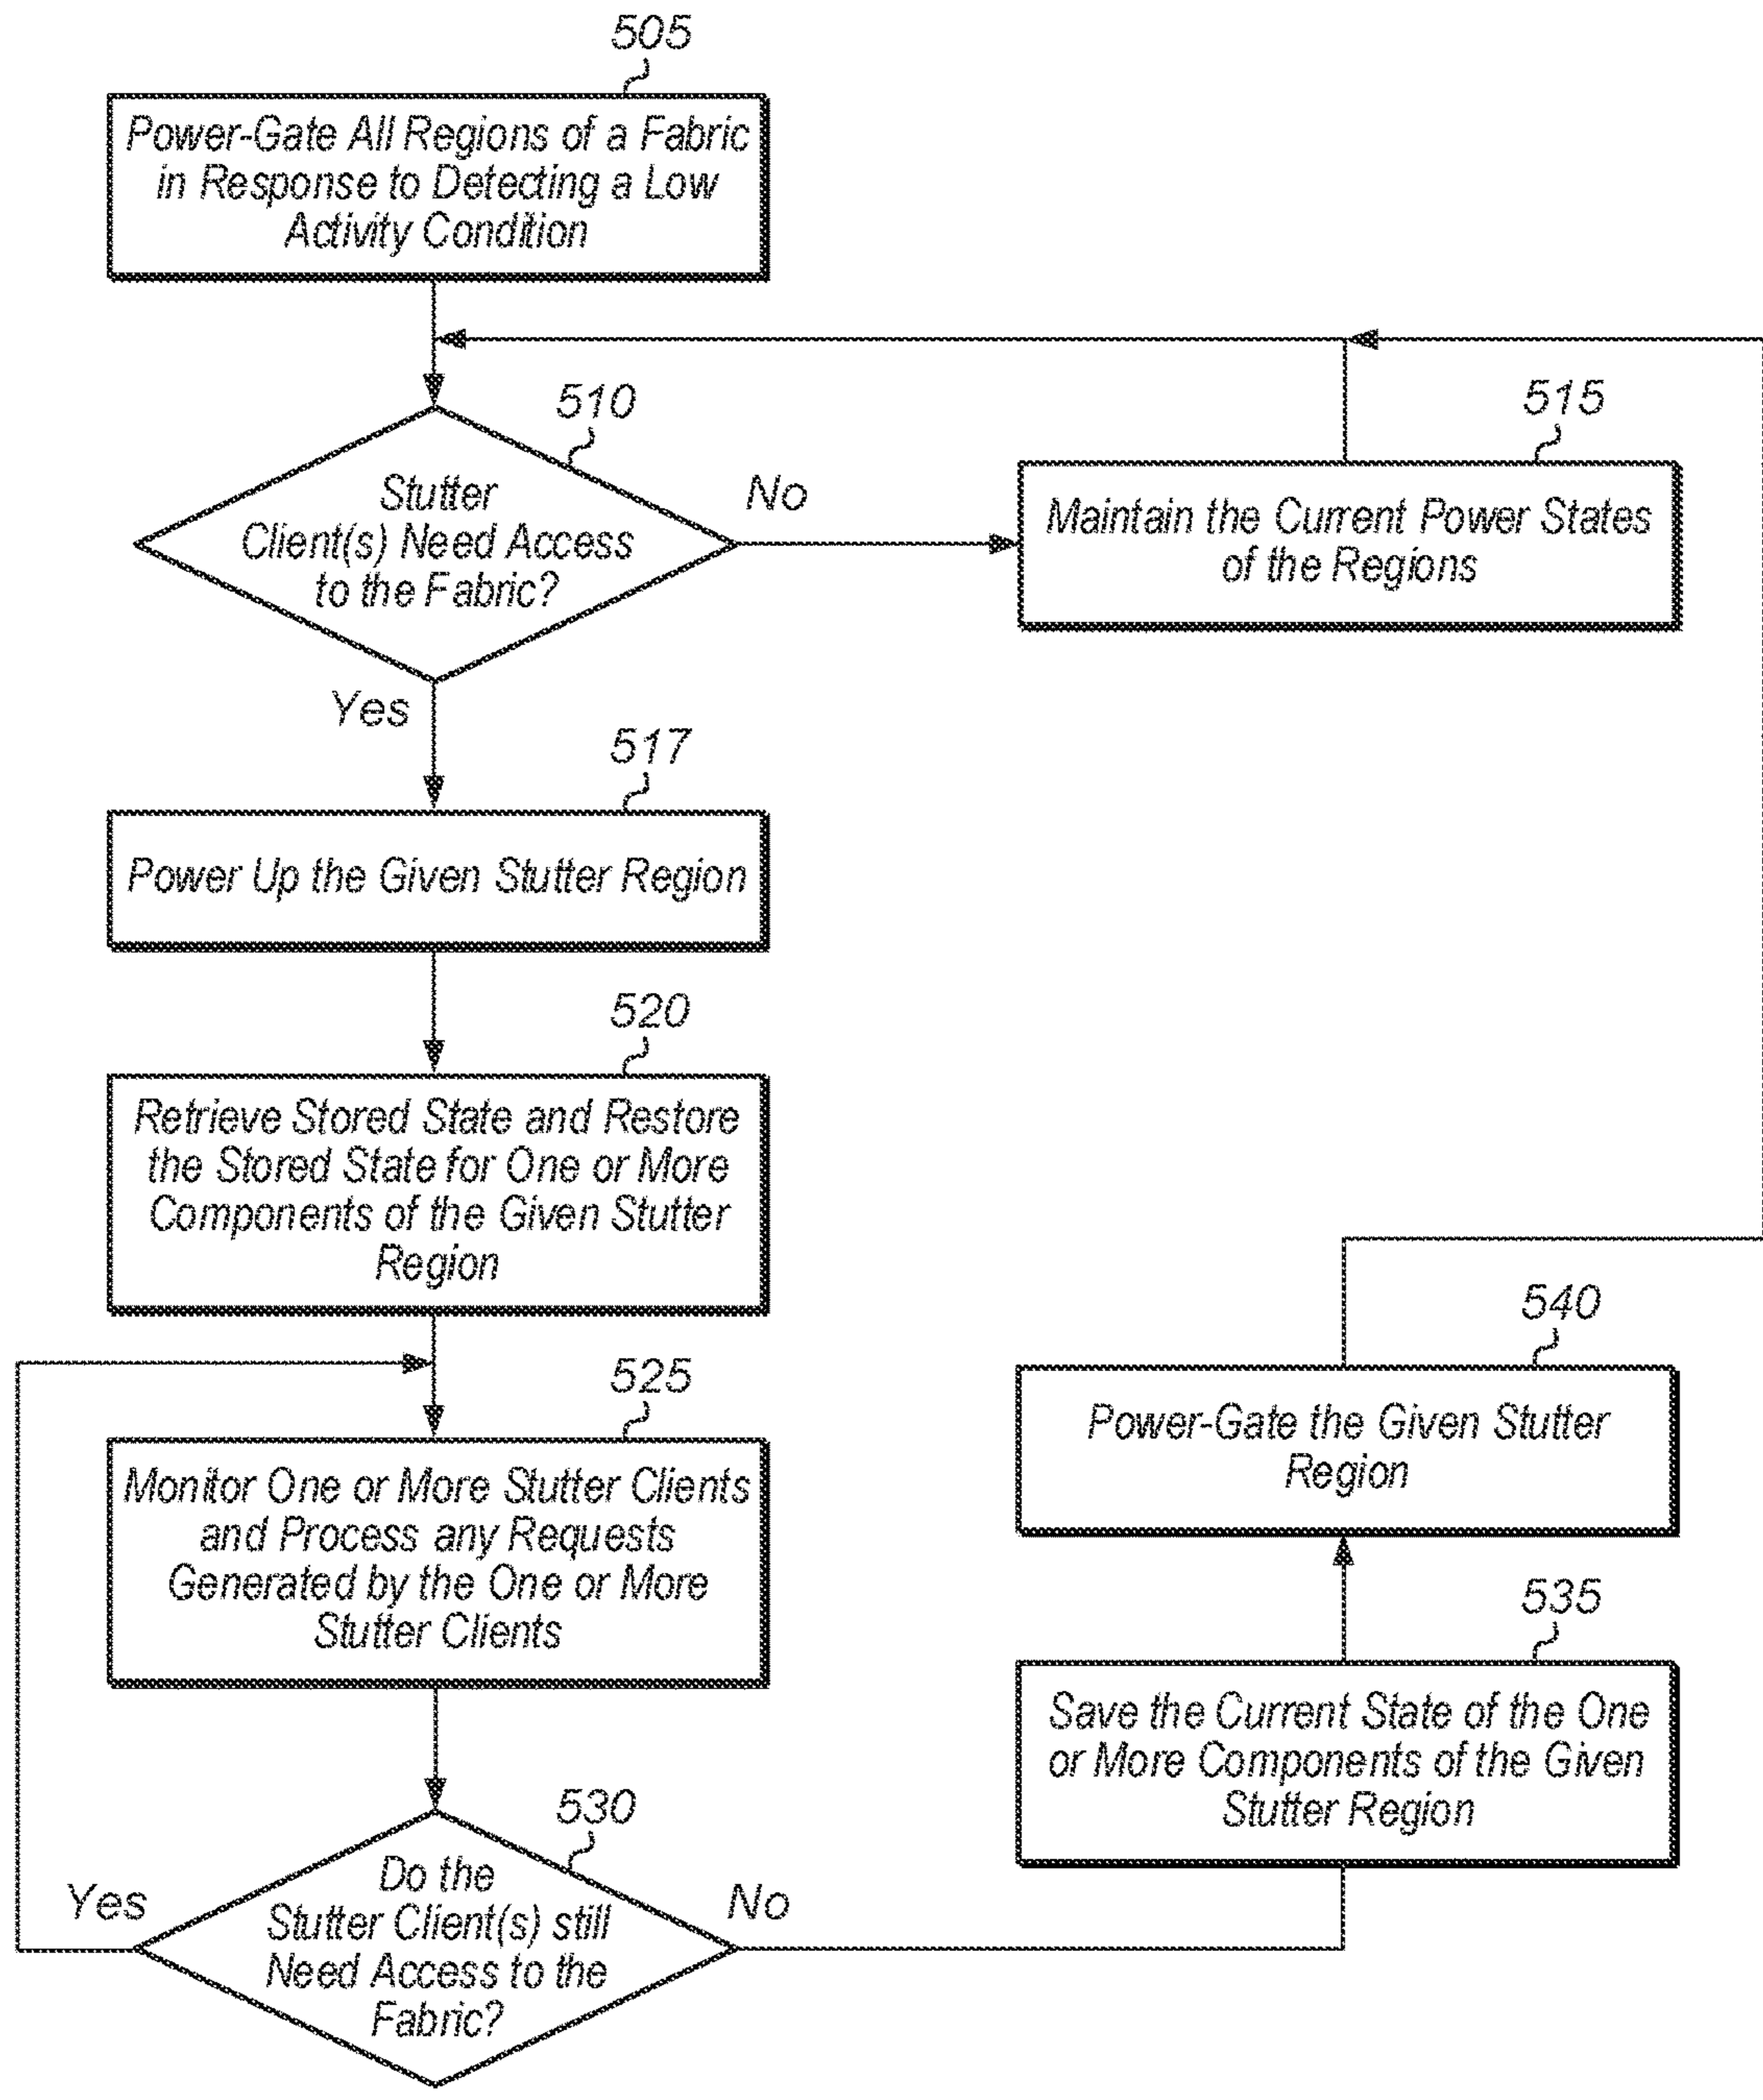 505
Power-Gate All Regions of a Fabric
in Response to Detecting a Low
Activity Condition
510
Stutter
Client(s) Need Access
to the Fabric?
No
515
Maintain the Current Power States
of the Regions
Yes
517
Power Up the Given Stutter Region
520
Retrieve Stored State and Restore
the Stored State for One or More
Components of the Given Stutter
Region
525
Monitor One or More Stutter Clients
and Process any Requests
Generated by the One or More
Stutter Clients
530
Do the
Stutter Client(s) still
Need Access to the
Fabric?
Yes
No
535
Save the Current State of the One
or More Components of the Given
Stutter Region
540
Power-Gate the Given Stutter
Region